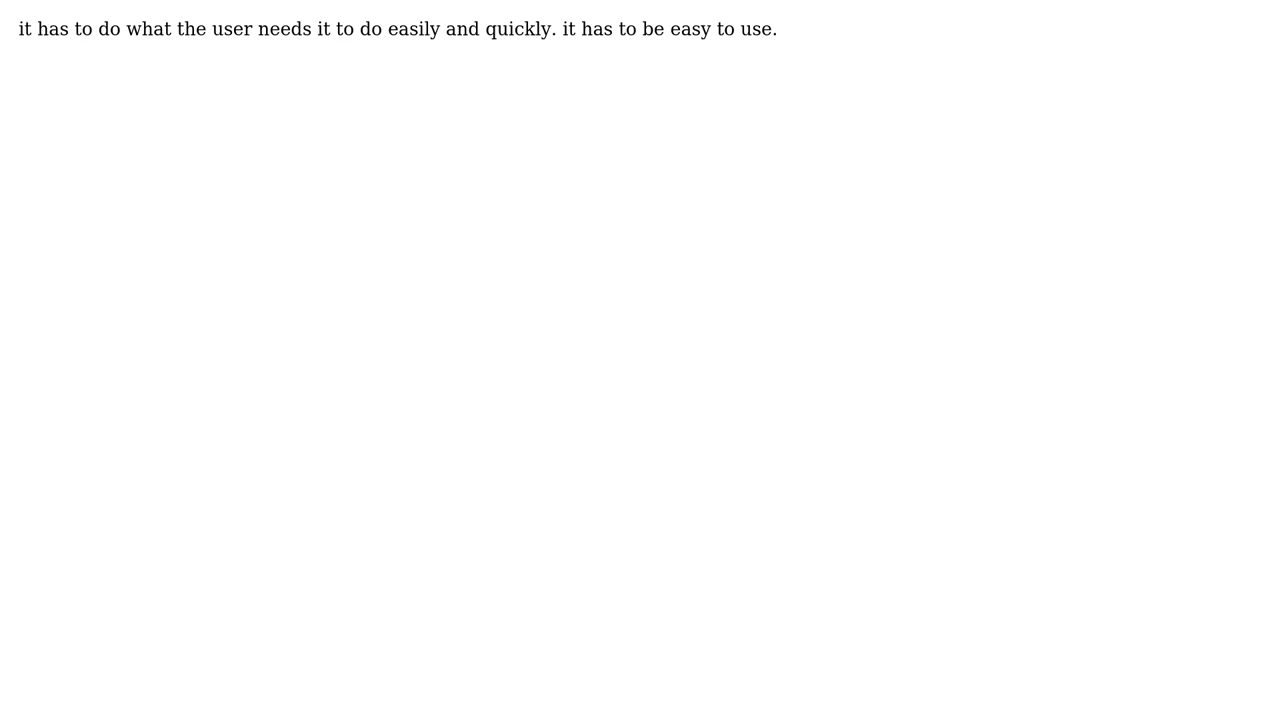 it has to do what the user needs it to do easily and quickly. it has to be easy to use.